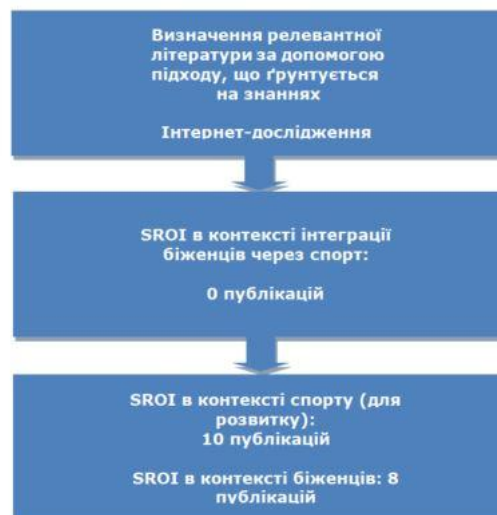 Визначення релевантної
літератури за допомогою
підходу, що ґрунтується
на знаннях
Інтернет-дослідження
SROI в контексті інтеграції
біженців через спорт:
0 публікацій
SROI в контексті спорту (для
розвитку):
10 публікацій
SROI в контексті біженців: 8
публікацій